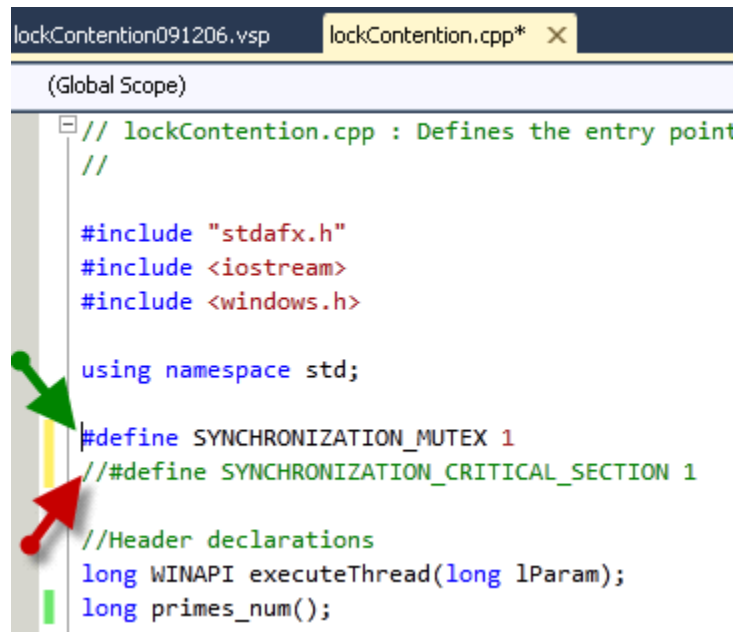 lockContention091206.vsp lockContention.cpp*
(Global Scope)
// lockContention.cpp : Defines the entry point
//
#include "stdafx.h"
#include <iostream>
#include <windows.h>
using namespace std;
#define SYNCHRONIZATION_MUTEX 1
//#define SYNCHRONIZATION_CRITICAL_SECTION 1
//Header declarations
long WINAPI executeThread(long lParam);
long primes_num();